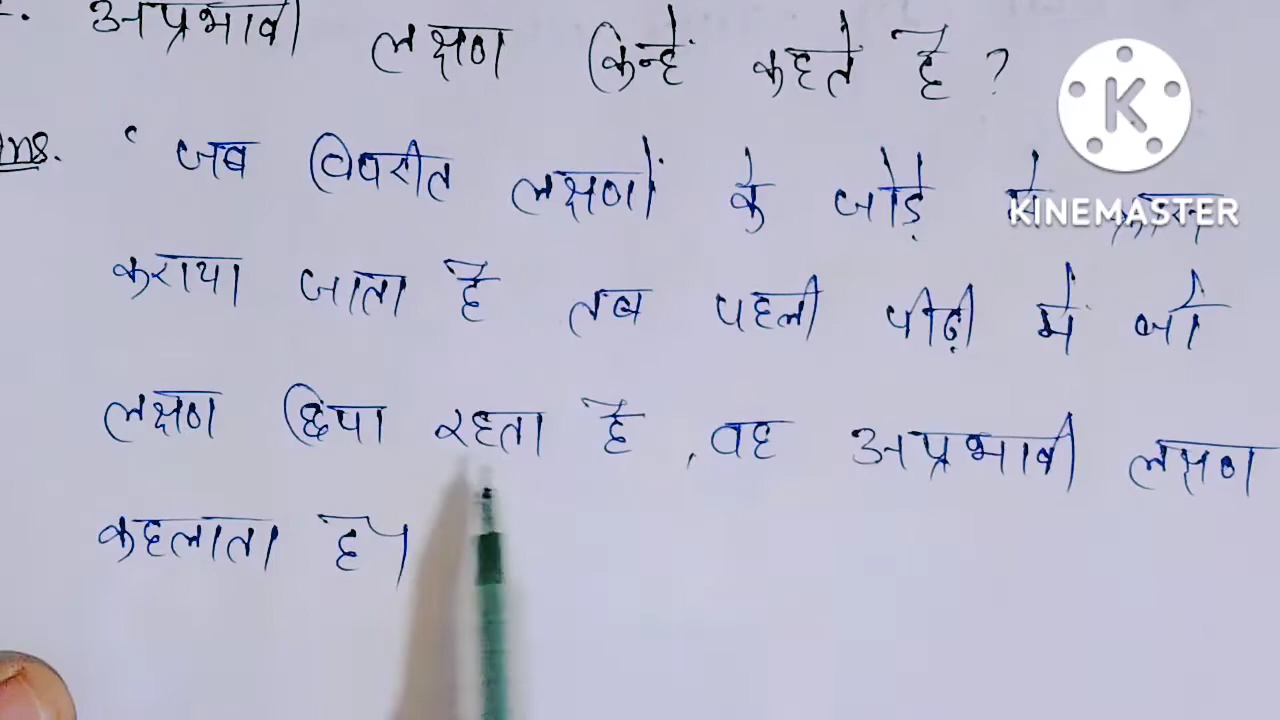 अप्रभावी लक्षण किन्हें कहते है ?
Ans. ‘जब विपरीत लक्षणों के जोड़े में क्रास
KINEMASTER
कराया जाता है तब पहली पीढ़ी में जो
लक्षण छिपा रहता है, वह अप्रभावी लक्षण
कहलाता है।